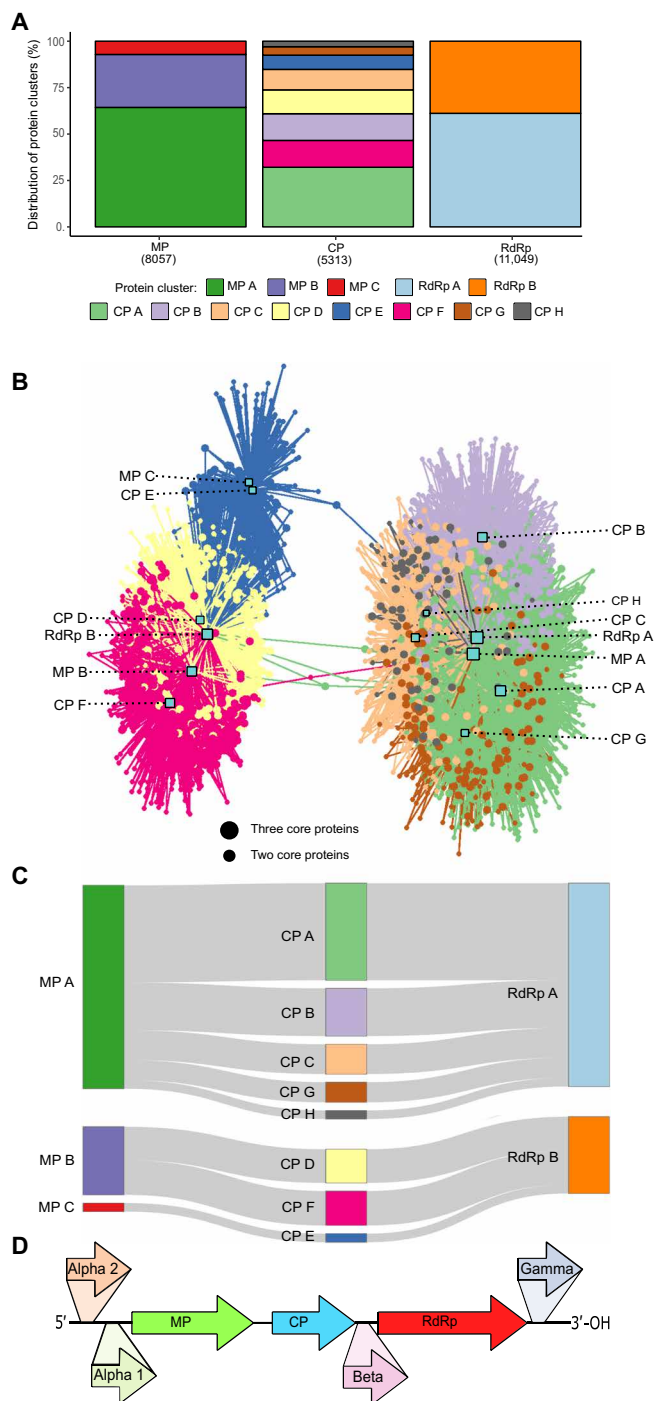 A
Distribution of protein clusters (%)
100
75
50
25
0
MP
(8057)
CP
(5313)
RdRp
(11,049)
Protein cluster: MP A MP B MP C RdRp A RdRp B
CP A CP B CP C CP D CP E CP F CP G CP H
B
MP C
CP E
CP B
CP H
CP D
CP C
RdRp B
RdRp A
MP A
MP B
CP A
CP F
CP G
Three core proteins
Two core proteins
C
CP A
MP A
RdRp A
CP B
CP C
CP G
CP H
MP B
CP D
RdRp B
MP C
CP F
CP E
D
Alpha 2
Gamma
5′ MP CP RdRp 3′-OH
Alpha 1
Beta